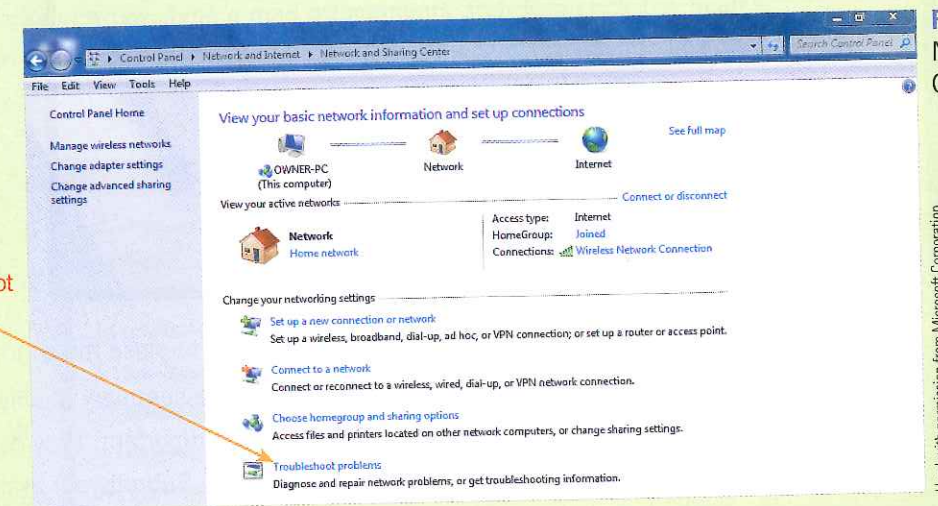 Control Panel ▸ Network and Internet ▸ Network and Sharing Center
Search Control Panel
File Edit View Tools Help
Control Panel Home
Manage wireless networks
Change adapter settings
Change advanced sharing
settings
View your basic network information and set up connections
See full map
OWNER-PC
(This computer)
Network
Internet
View your active networks
Connect or disconnect
Network
Home network
Access type: Internet
HomeGroup: Joined
Connections: Wireless Network Connection
Change your networking settings
Set up a new connection or network
Set up a wireless, broadband, dial-up, ad hoc, or VPN connection; or set up a router or access point.
Connect to a network
Connect or reconnect to a wireless, wired, dial-up, or VPN network connection.
Choose homegroup and sharing options
Access files and printers located on other network computers, or change sharing settings.
Troubleshoot problems
Diagnose and repair network problems, or get troubleshooting information.
ot
with permission from Microsoft Corporation